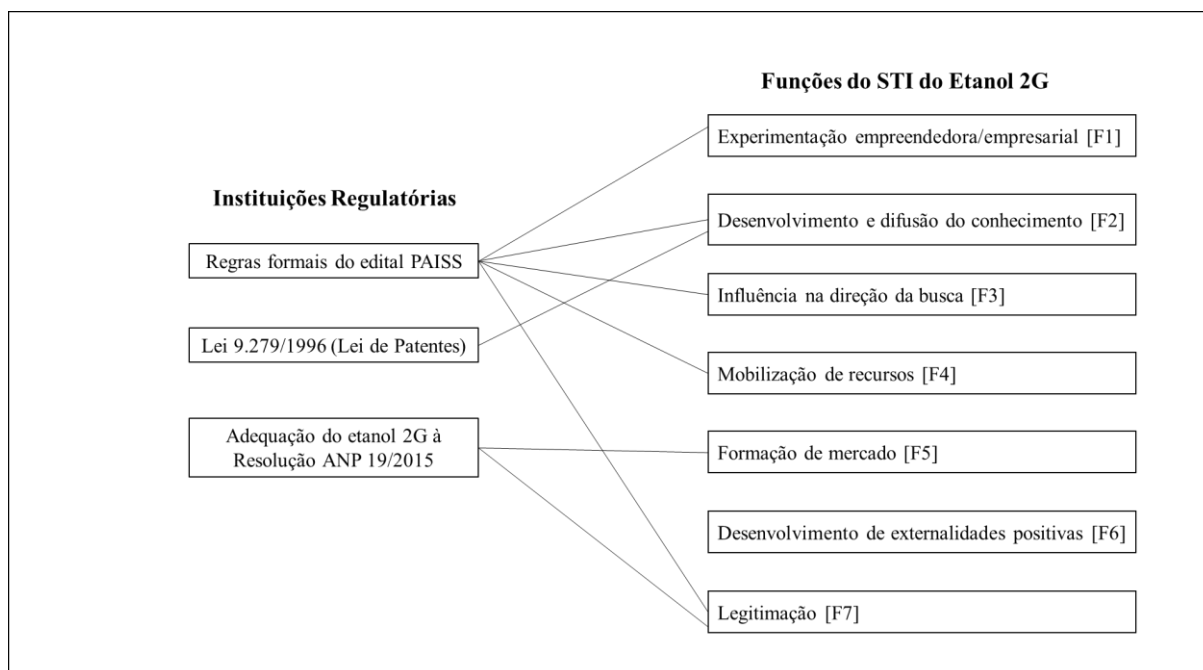 Funções do STI do Etanol 2G
Experimentação empreendedora/empresarial [F1]
Instituições Regulatórias
Desenvolvimento e difusão do conhecimento [F2]
Regras formais do edital PAISS
Influência na direção da busca [F3]
Lei 9.279/1996 (Lei de Patentes)
Mobilização de recursos [F4]
Adequação do etanol 2G à
Resolução ANP 19/2015
Formação de mercado [F5]
Desenvolvimento de externalidades positivas [F6]
Legitimação [F7]